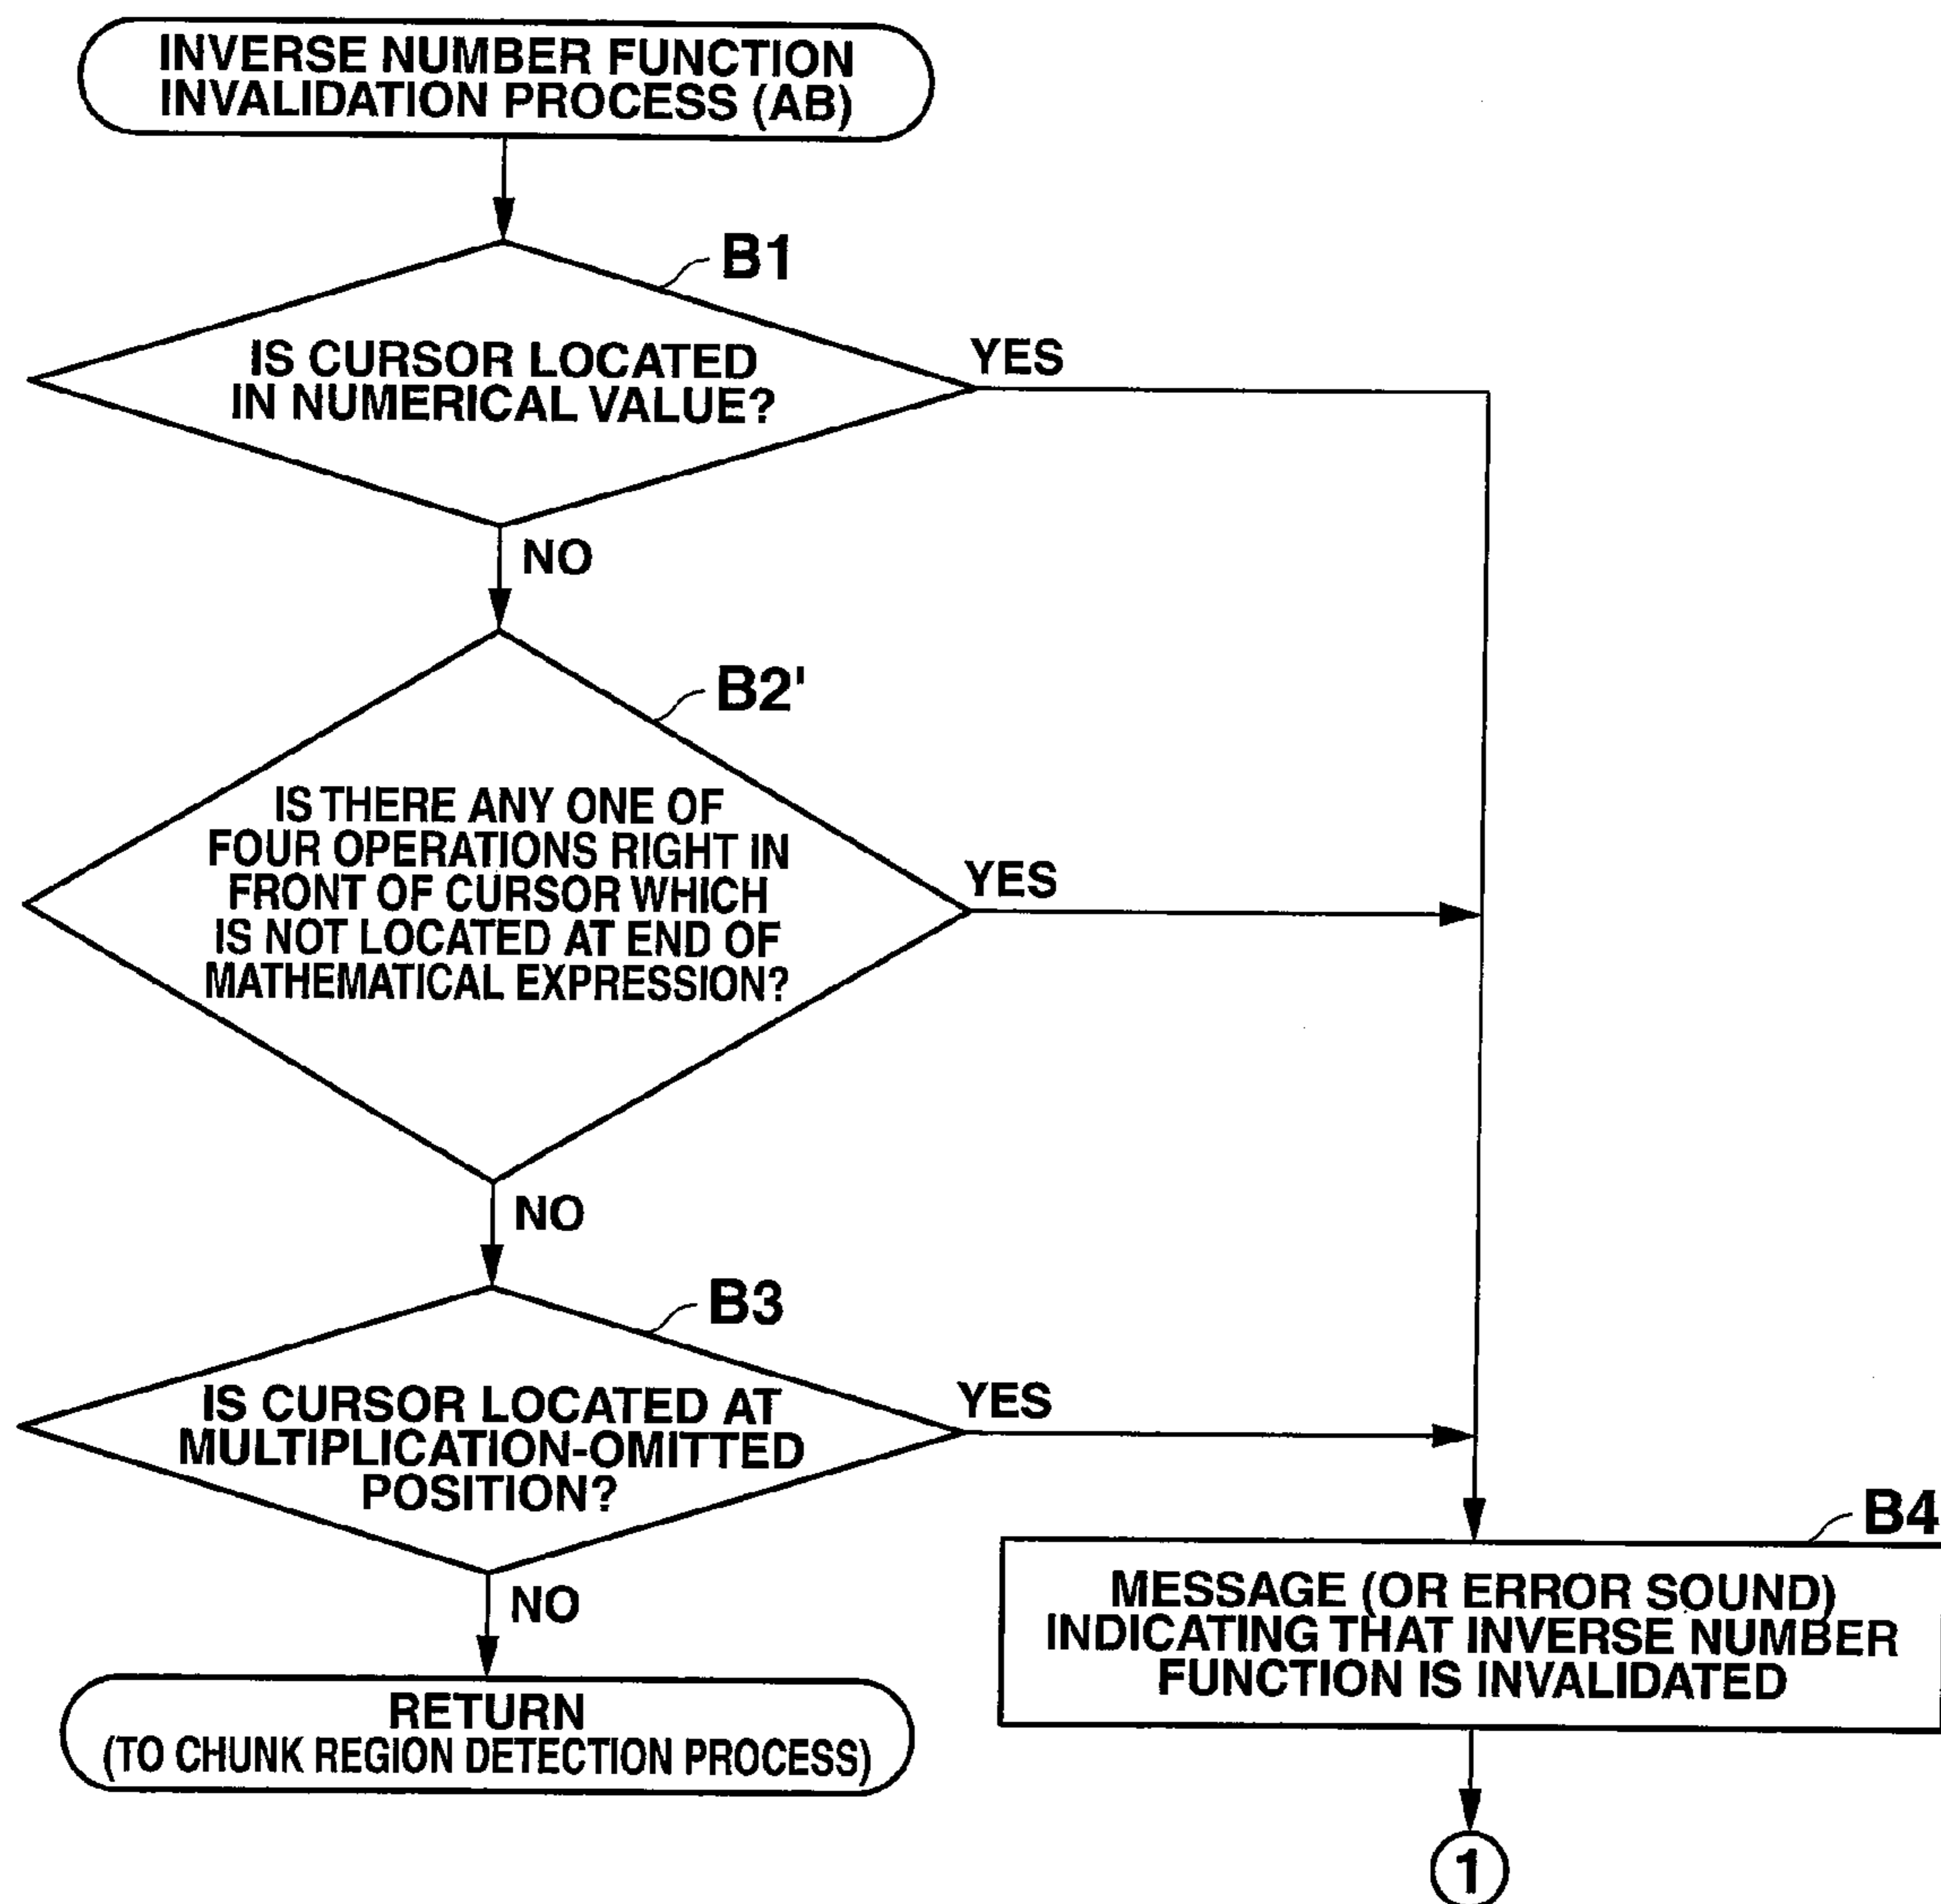 INVERSE NUMBER FUNCTION
INVALIDATION PROCESS (AB)
B1
IS CURSOR LOCATED
IN NUMERICAL VALUE?
YES
NO
B2'
IS THERE ANY ONE OF
FOUR OPERATIONS RIGHT IN
FRONT OF CURSOR WHICH
IS NOT LOCATED AT END OF
MATHEMATICAL EXPRESSION?
YES
NO
B3
IS CURSOR LOCATED AT
MULTIPLICATION-OMITTED
POSITION?
YES
NO
B4
MESSAGE (OR ERROR SOUND)
INDICATING THAT INVERSE NUMBER
FUNCTION IS INVALIDATED
RETURN
(TO CHUNK REGION DETECTION PROCESS)
1